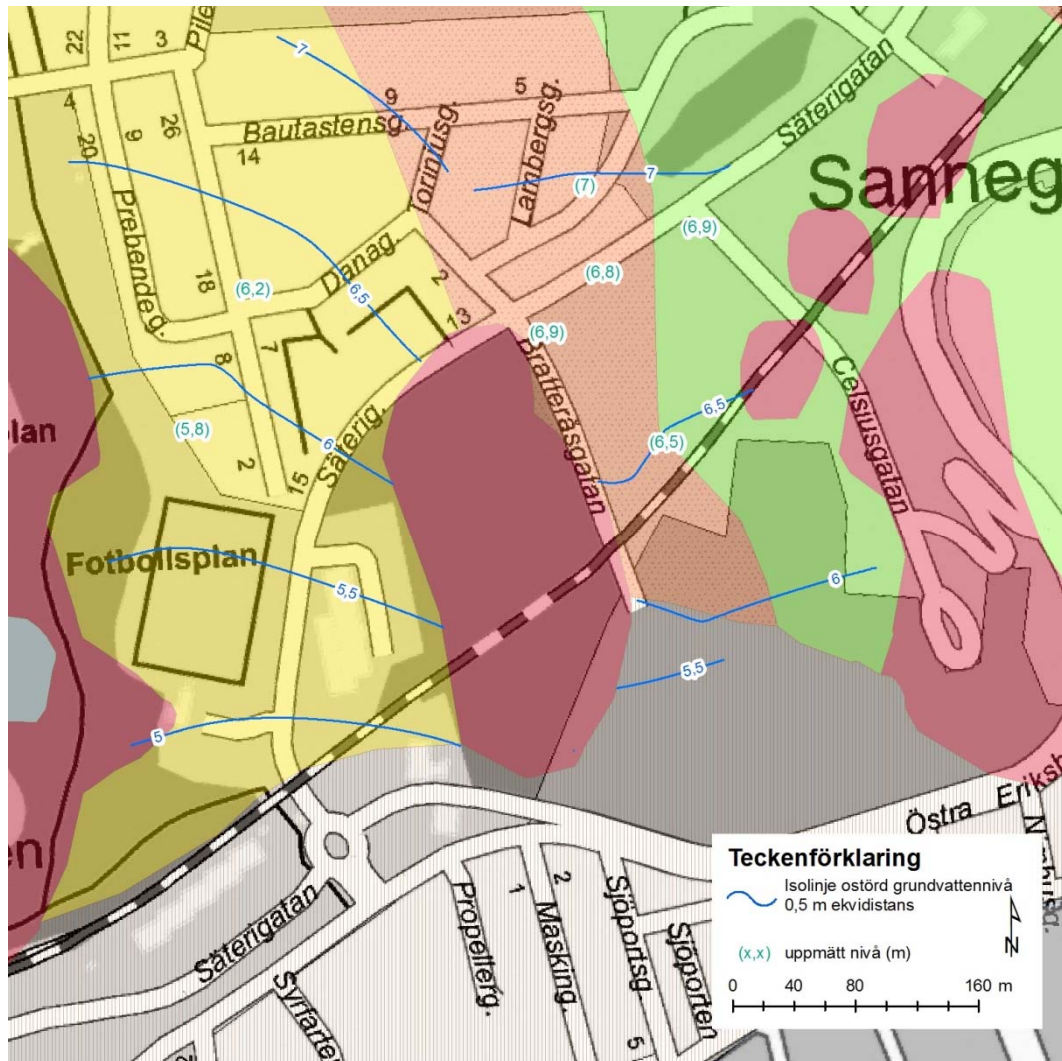 22
11
3
Pile
7
4
20
9
26
14
Bautastensg.
9
5
Toriniusg.
Lambergsg.
Säterigatan
Sanneg
(7)
7
(6,9)
Prebendeg.
18
(6,2)
Danag.
6,5
2
13
(6,8)
(6,9)
Bratteråsgatan
Celsiusgatan
8
7
6
6,5
(6,5)
plan
(5,8)
2
15
Säterig.
Fotbollsplan
5,5
6
5,5
5
en
Östra Eriksb
Säterigatan
Propellerg.
1
2
Masking.
Sjöportsg.
Sjöporten
5
Teckenförklaring
Isolinje ostörd grundvattennivå
0,5 m ekvidistans
(x,x) uppmätt nivå (m)
N
0 40 80 160 m